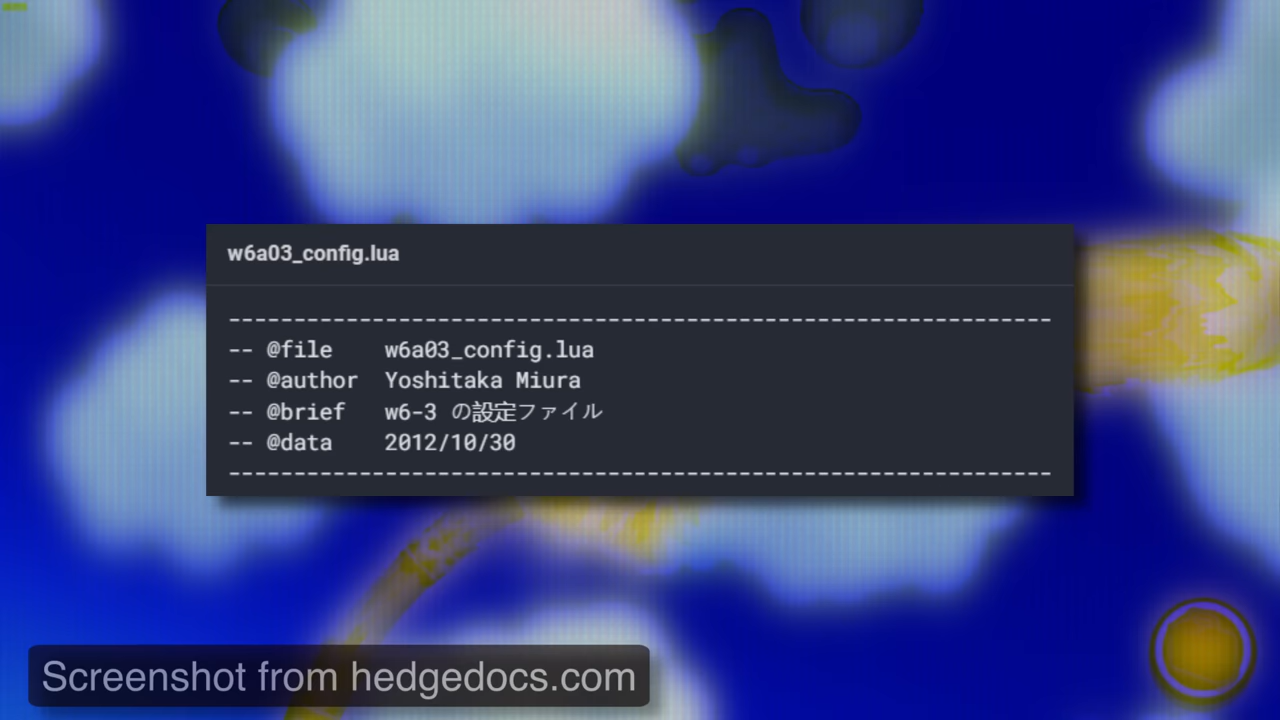 w6a03_config.lua
---------------------------------------------------------------
-- @file    w6a03_config.lua
-- @author  Yoshitaka Miura
-- @brief   w6-3 の設定ファイル
-- @data    2012/10/30
---------------------------------------------------------------
Screenshot from hedgedocs.com